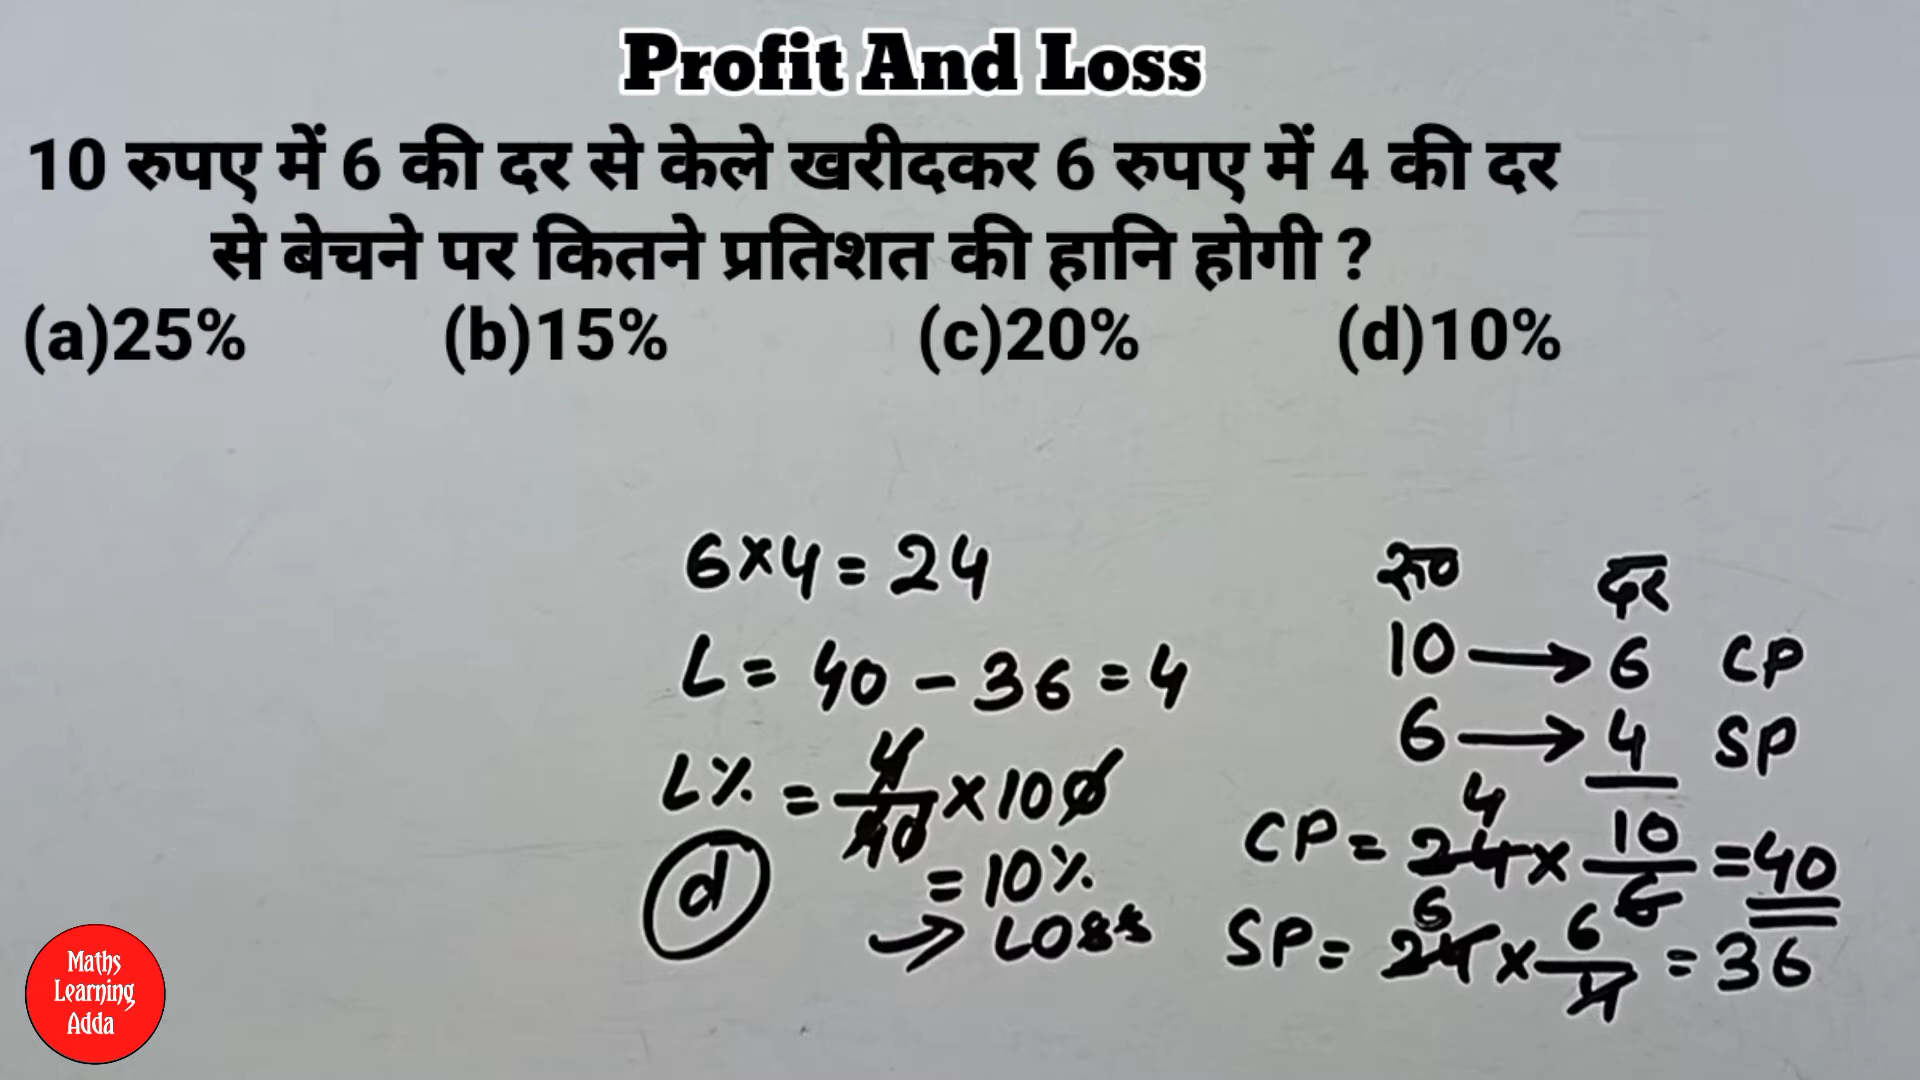 Profit And Loss
10 रुपए में 6 की दर से केले खरीदकर 6 रुपए में 4 की दर
से बेचने पर कितने प्रतिशत की हानि होगी ?
(a)25% (b)15% (c)20% (d)10%
6×4=24
L= 40-36=4
L% = 4/40 ×100
=10%
→ Loss
(d)
रु० दर
10→6 CP
6→4 SP
4
CP= 24× 10/6 =40
6
SP= 24× 6/4 =36
Maths
Learning
Adda